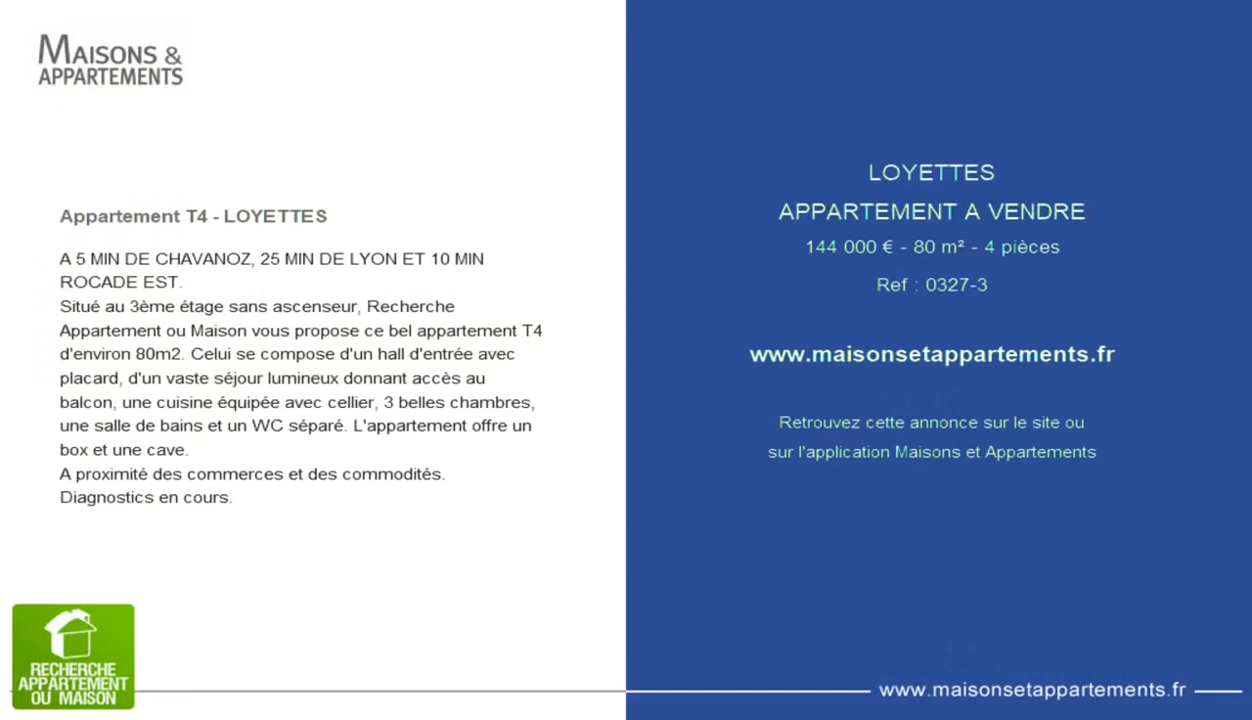 MAISONS &
APPARTEMENTS
Appartement T4 - LOYETTES
A 5 MIN DE CHAVANOZ, 25 MIN DE LYON ET 10 MIN
ROCADE EST.
Situé au 3ème étage sans ascenseur, Recherche
Appartement ou Maison vous propose ce bel appartement T4
d'environ 80m2. Celui se compose d'un hall d'entrée avec
placard, d'un vaste séjour lumineux donnant accès au
balcon, une cuisine équipée avec cellier, 3 belles chambres,
une salle de bains et un WC séparé. L'appartement offre un
box et une cave.
A proximité des commerces et des commodités.
Diagnostics en cours.
RECHERCHE
APPARTEMENT
OU MAISON
LOYETTES
APPARTEMENT A VENDRE
144 000 € - 80 m² - 4 pièces
Ref : 0327-3
www.maisonsetappartements.fr
Retrouvez cette annonce sur le site ou
sur l'application Maisons et Appartements
www.maisonsetappartements.fr